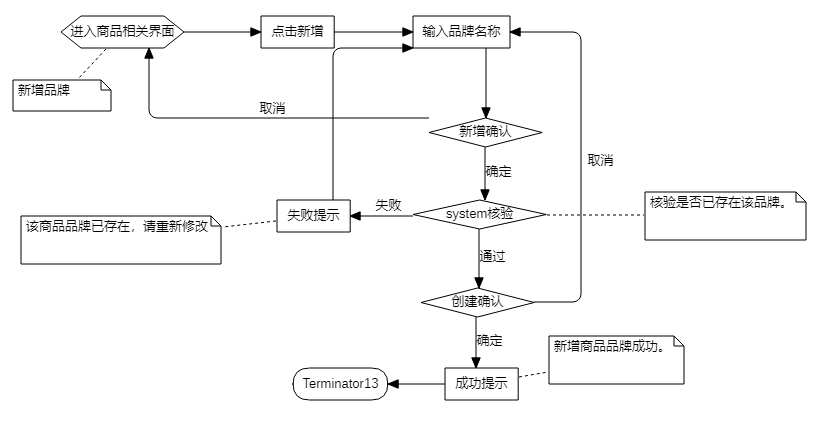 进入商品相关界面
点击新增
输入品牌名称
新增品牌
取消
新增确认
取消
确定
核验是否已存在该品牌。
失败
system核验
失败提示
该商品品牌已存在，请重新修改
通过
创建确认
确定
新增商品品牌成功。
Terminator13
成功提示